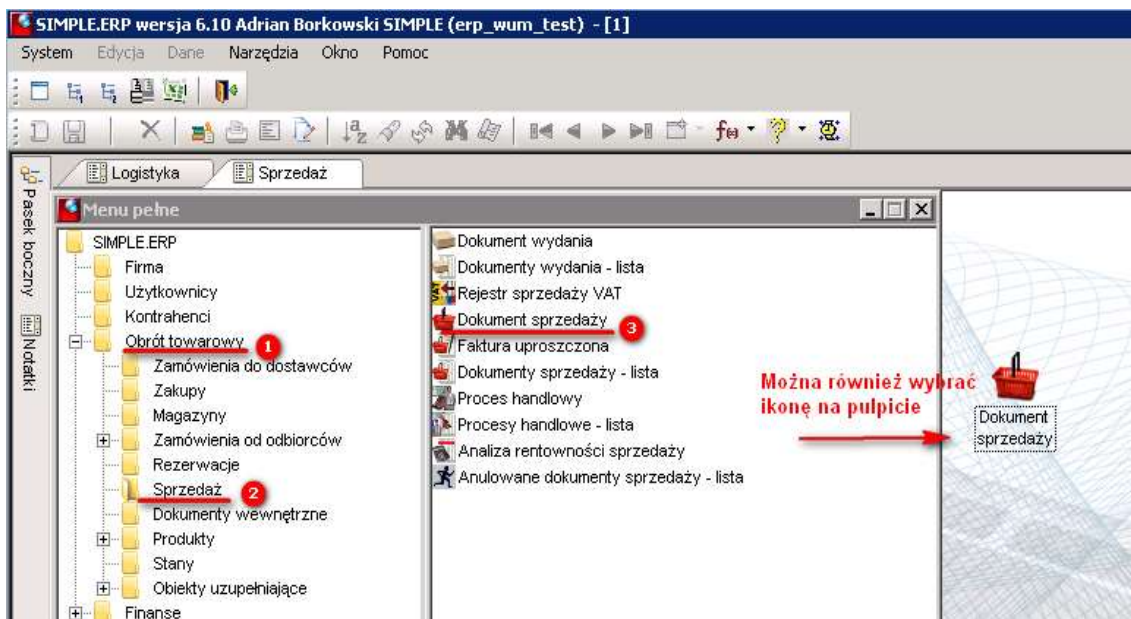 SIMPLE.ERP wersja 6.10 Adrian Borkowski SIMPLE (erp_wum_test) - [1]
System Edycja Dane Narzędzia Okno Pomoc
Logistyka Sprzedaż
Pasek boczny
Notatki
Menu pełne
SIMPLE.ERP
Firma
Użytkownicy
Kontrahenci
Obrót towarowy 1
Zamówienia do dostawców
Zakupy
Magazyny
Zamówienia od odbiorców
Rezerwacje
Sprzedaż 2
Dokumenty wewnętrzne
Produkty
Stany
Obiekty uzupełniające
Finanse
Dokument wydania
Dokumenty wydania - lista
Rejestr sprzedaży VAT
Dokument sprzedaży 3
Faktura uproszczona
Dokumenty sprzedaży - lista
Proces handlowy
Procesy handlowe - lista
Analiza rentowności sprzedaży
Anulowane dokumenty sprzedaży - lista
Można również wybrać
ikonę na pulpicie
Dokument
sprzedaży